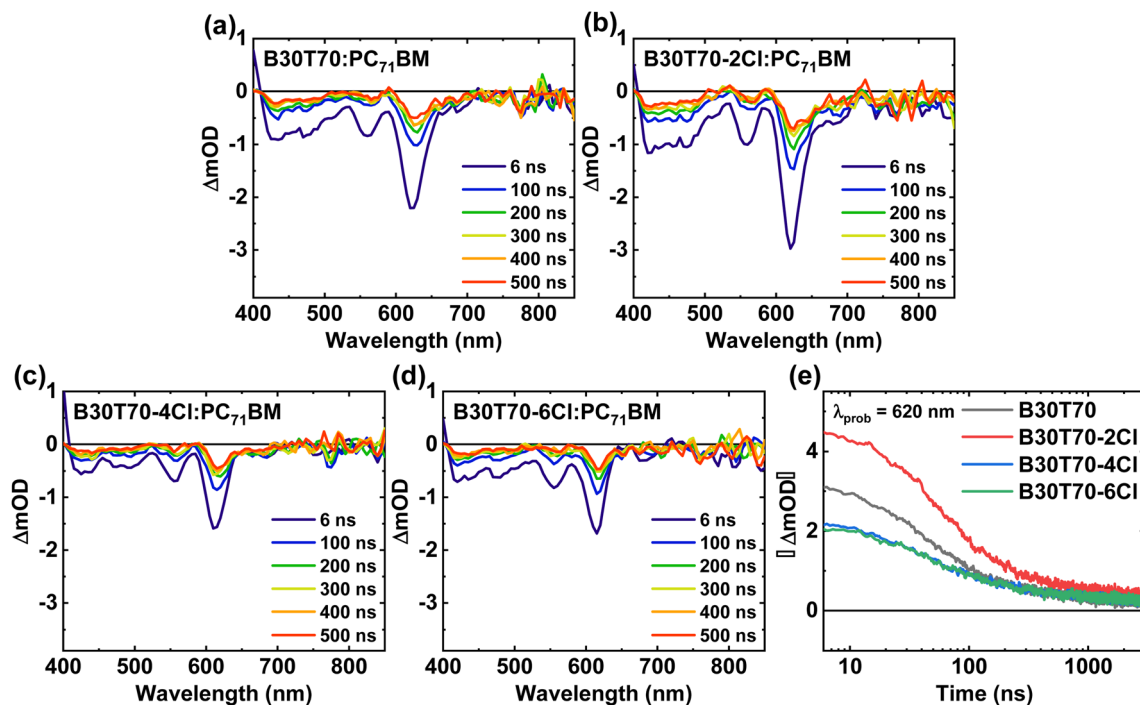 (a)
B30T70:PC₇₁BM
1
0
-1
-2
-3
ΔmOD
6 ns
100 ns
200 ns
300 ns
400 ns
500 ns
400 500 600 700 800
Wavelength (nm)
(b)
B30T70-2Cl:PC₇₁BM
1
0
-1
-2
-3
ΔmOD
6 ns
100 ns
200 ns
300 ns
400 ns
500 ns
400 500 600 700 800
Wavelength (nm)
(c)
B30T70-4Cl:PC₇₁BM
1
0
-1
-2
-3
ΔmOD
6 ns
100 ns
200 ns
300 ns
400 ns
500 ns
400 500 600 700 800
Wavelength (nm)
(d)
B30T70-6Cl:PC₇₁BM
1
0
-1
-2
-3
ΔmOD
6 ns
100 ns
200 ns
300 ns
400 ns
500 ns
400 500 600 700 800
Wavelength (nm)
(e)
λprob = 620 nm
B30T70
B30T70-2Cl
B30T70-4Cl
B30T70-6Cl
4
2
0
▯ ΔmOD▯
10 100 1000
Time (ns)